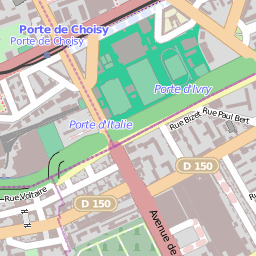 Porte de Choisy
Porte de Choisy
Porte d'Ivry
Porte d'Italie
Rue Bizet
Rue Paul Bert
D 150
Rue Voltaire
D 150
Avenue de